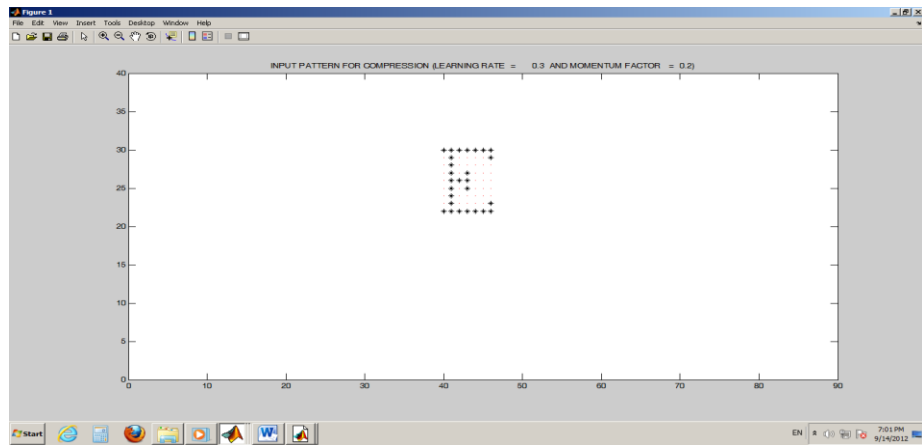 Figure 1
File Edit View Insert Tools Desktop Window Help
INPUT PATTERN FOR COMPRESSION (LEARNING RATE = 0.3 AND MOMENTUM FACTOR = 0.2)
40
35
30
25
20
15
10
5
0
0 10 20 30 40 50 60 70 80 90
Start
EN
7:01 PM
9/14/2012